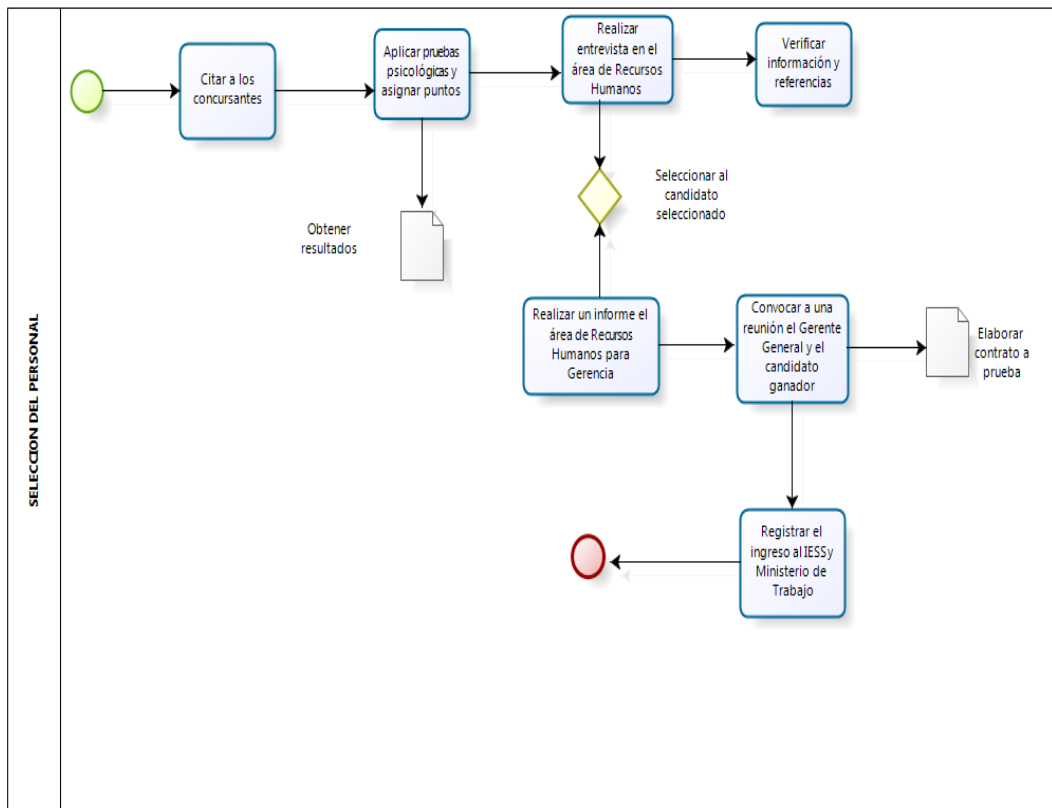 SELECCION DEL PERSONAL
Citar a los
concursantes
Aplicar pruebas
psicológicas y
asignar puntos
Realizar
entrevista en el
área de Recursos
Humanos
Verificar
información y
referencias
Obtener
resultados
Seleccionar al
candidato
seleccionado
Realizar un informe el
área de Recursos
Humanos para
Gerencia
Convocar a una
reunión el Gerente
General y el
candidato
ganador
Elaborar
contrato a
prueba
Registrar el
ingreso al IESS y
Ministerio de
Trabajo